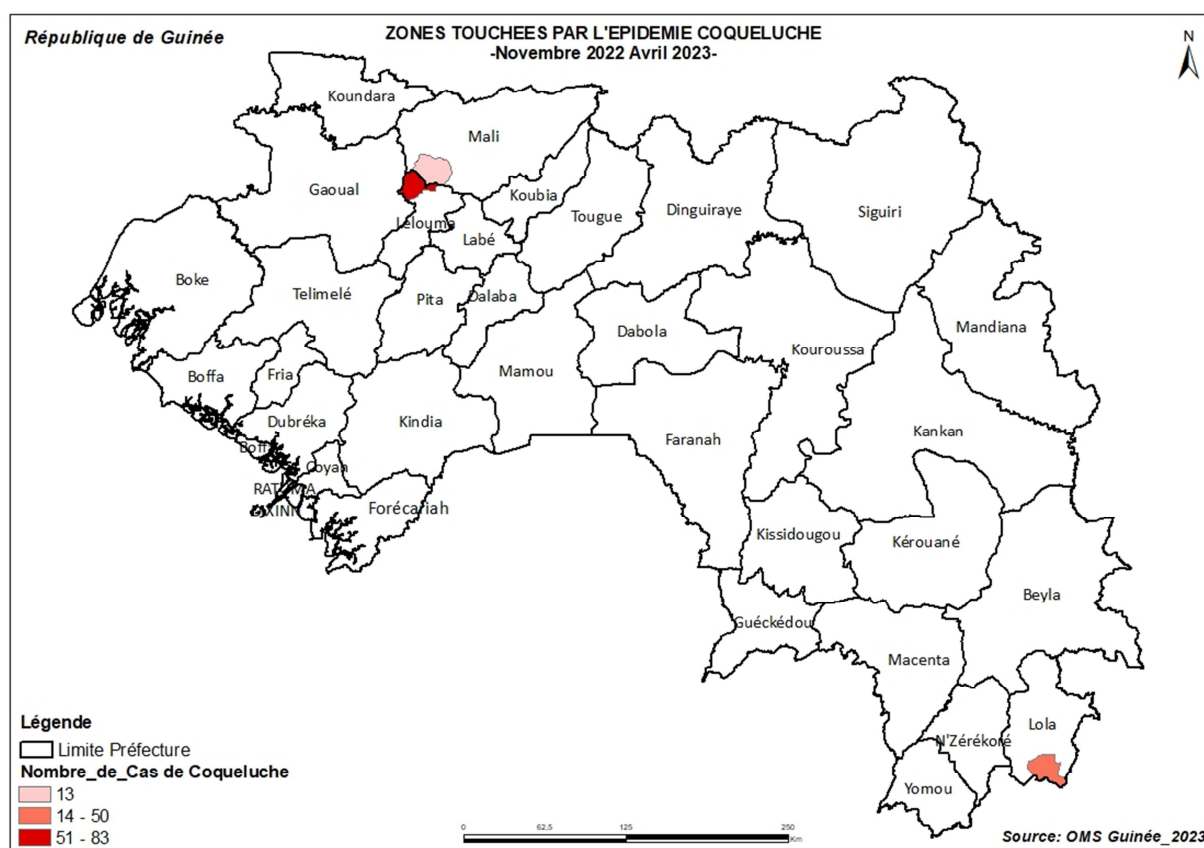 République de Guinée
ZONES TOUCHEES PAR L'EPIDEMIE COQUELUCHE
-Novembre 2022 Avril 2023-
N
Koundara
Mali
Gaoual
Koubia
Lelouma
Labé
Tougue
Dinguiraye
Siguiri
Boke
Telimelé
Pita
Dalaba
Dabola
Mandiana
Kouroussa
Boffa
Fria
Mamou
Dubréka
Kindia
Kankan
Faranah
Boff
Coyah
Forécariah
Kissidougou
Kérouané
Beyla
Guéckédou
Macenta
Lola
N'Zérékoré
Yomou
Légende
Limite Préfecture
Nombre_de_Cas de Coqueluche
13
14 - 50
51 - 83
0 62,5 125 250
Km
Source: OMS Guinée_2023